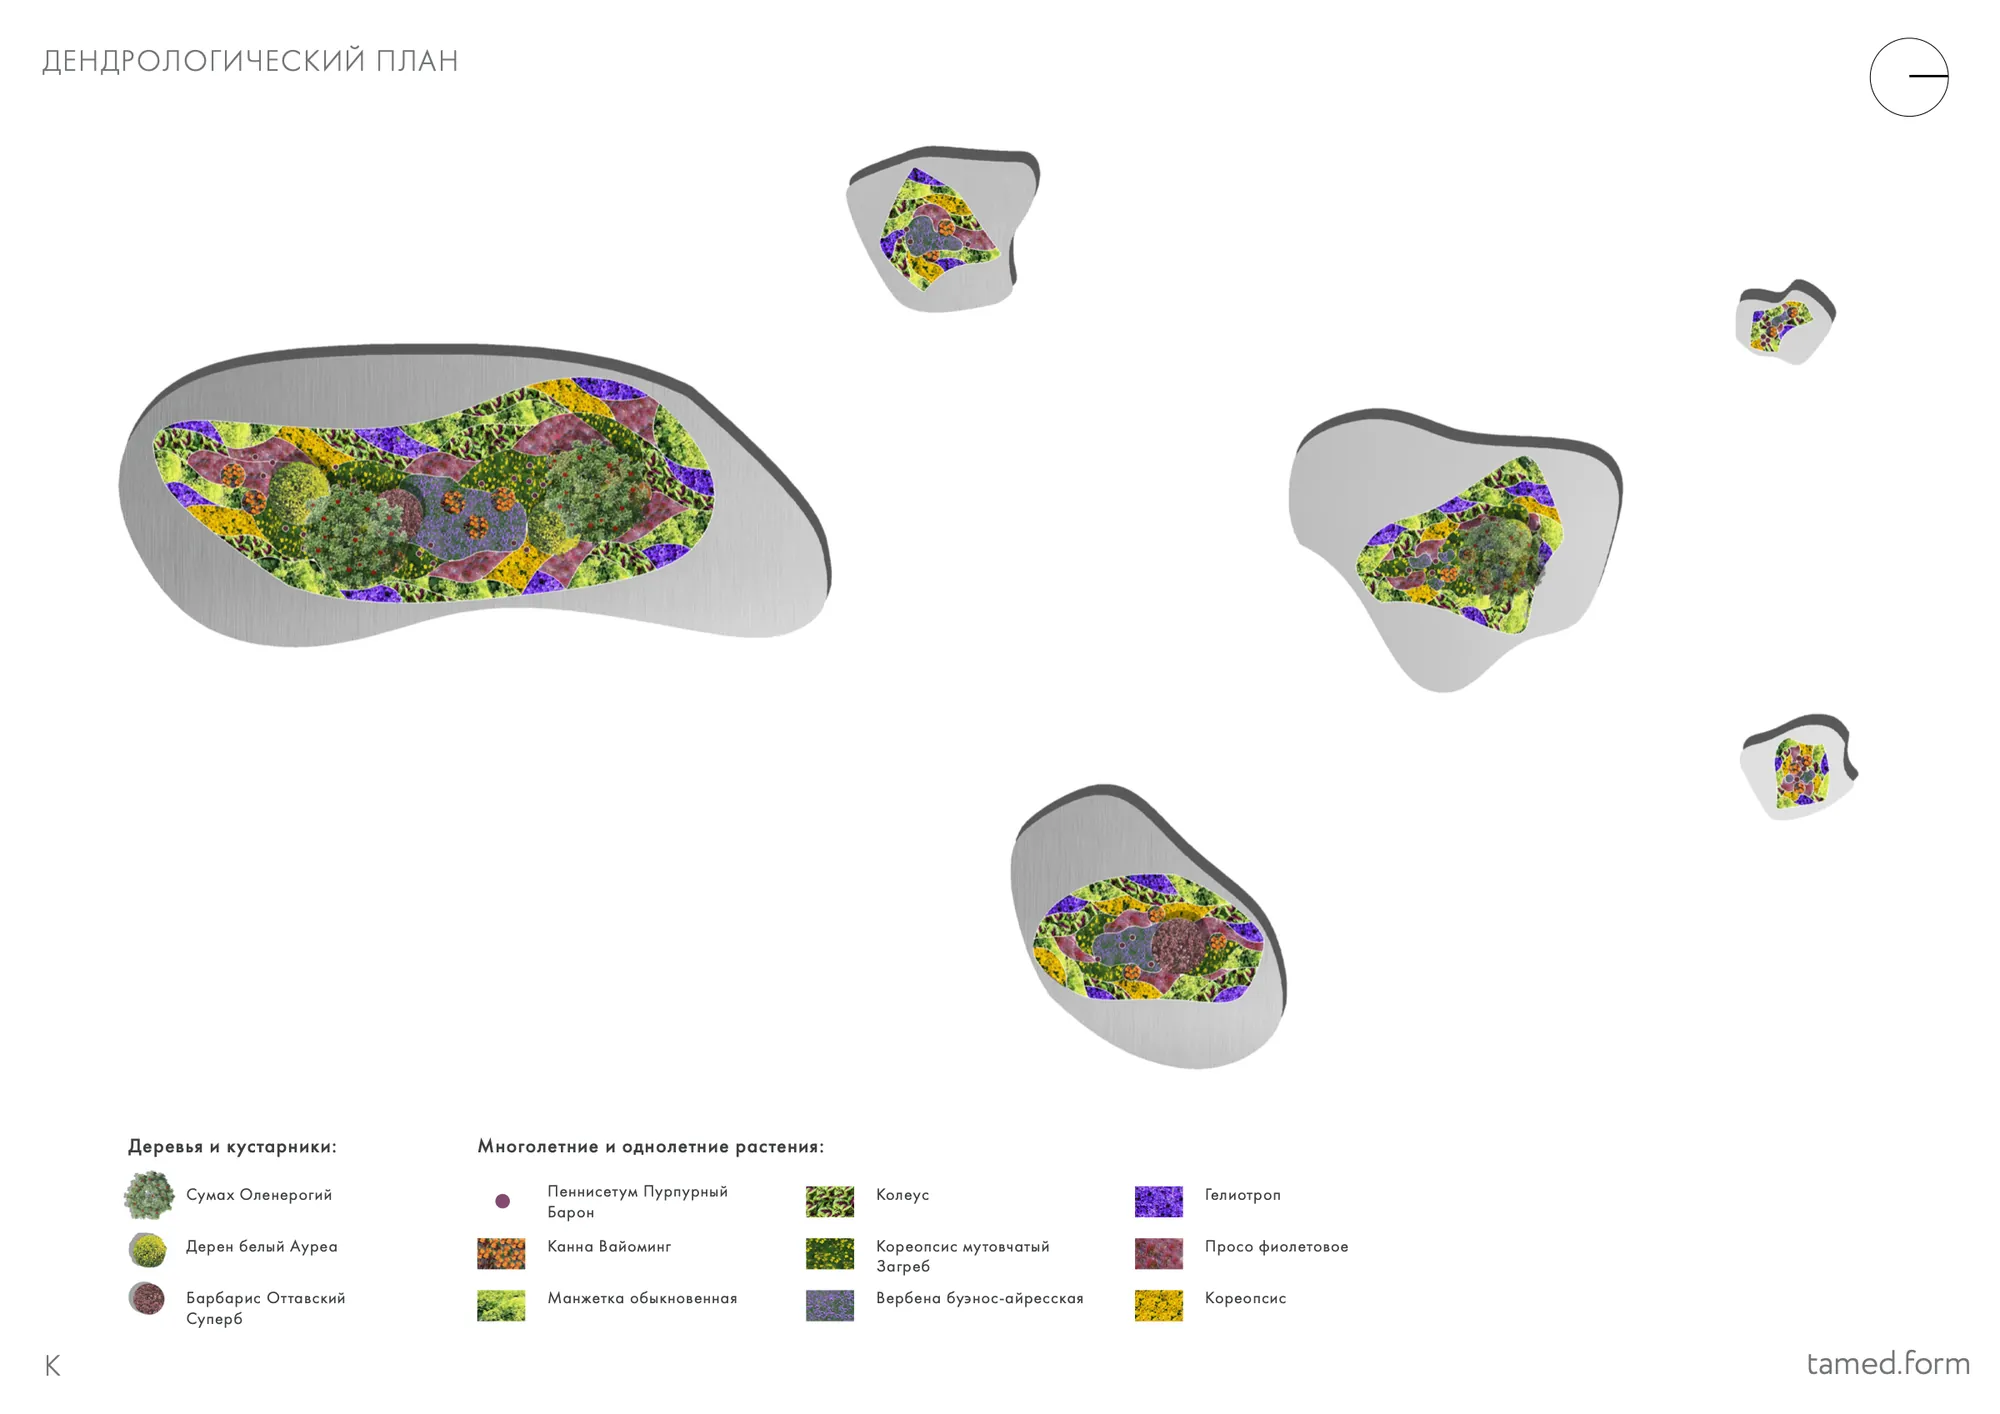 ДЕНДРОЛОГИЧЕСКИЙ ПЛАН
Деревья и кустарники:
Сумах Оленерогий
Дерен белый Ауреа
Барбарис Оттавский
Суперб
Многолетние и однолетние растения:
Пеннисетум Пурпурный
Барон
Канна Вайоминг
Манжетка обыкновенная
Колеус
Кореопсис мутовчатый
Загреб
Вербена буэнос-айресская
Гелиотроп
Просо фиолетовое
Кореопсис
К
tamed.form